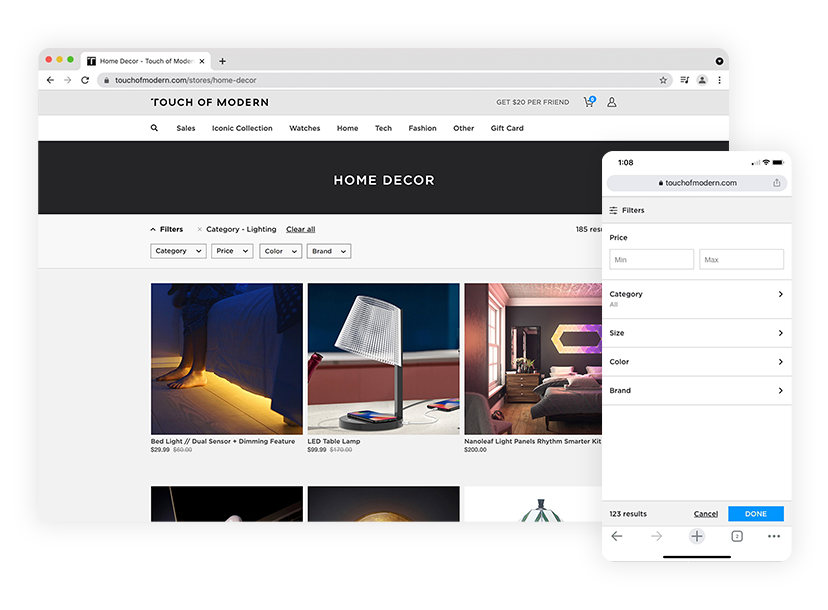 Home Decor - Touch of Moder
touchofmodern.com/stores/home-decor
TOUCH OF MODERN
GET $20 PER FRIEND
Sales Iconic Collection Watches Home Tech Fashion Other Gift Card
HOME DECOR
Filters × Category - Lighting Clear all
185 resu
Category Price Color Brand
Bed Light // Dual Sensor + Dimming Feature
$29.99 $60.00
LED Table Lamp
$99.99 $170.00
Nanoleaf Light Panels Rhythm Smarter Kit
$200.00
1:08
touchofmodern.com
Filters
Price
Min Max
Category
All
Size
Color
Brand
123 results Cancel DONE
2